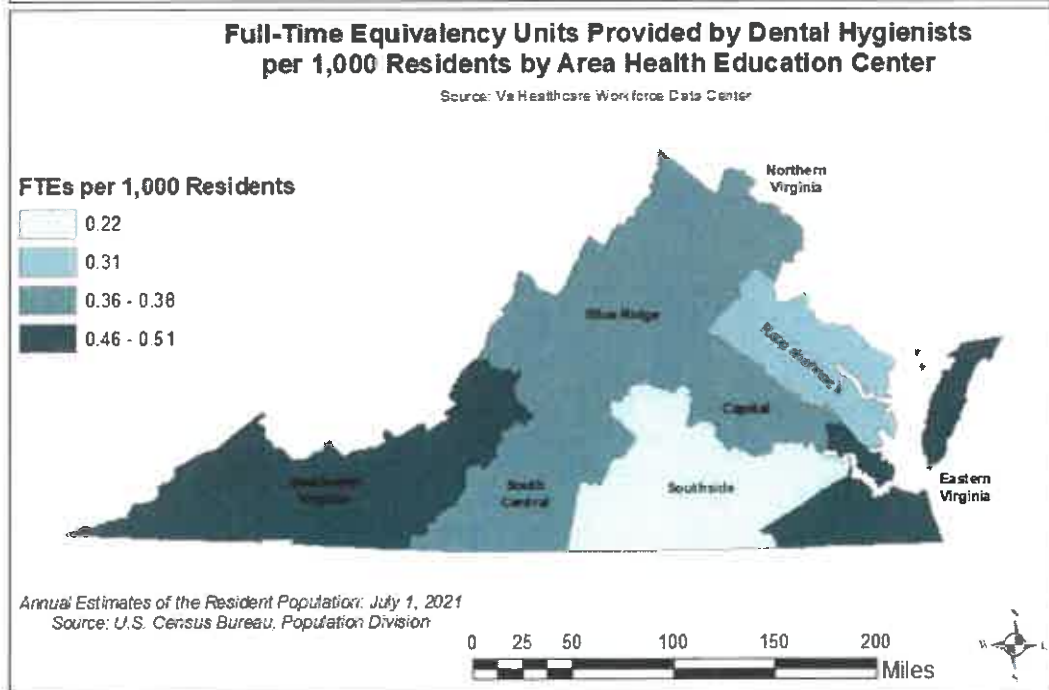 Full-Time Equivalency Units Provided by Dental Hygienists
per 1,000 Residents by Area Health Education Center
Source: Va Healthcare Workforce Data Center
FTEs per 1,000 Residents
0.22
0.31
0.36 - 0.38
0.46 - 0.51
Northern
Virginia
Blue Ridge
Rappahannock
Capital
Southwest
Virginia
South
Central
Southside
Eastern
Virginia
Annual Estimates of the Resident Population: July 1, 2021
Source: U.S. Census Bureau, Population Division
0 25 50 100 150 200
Miles